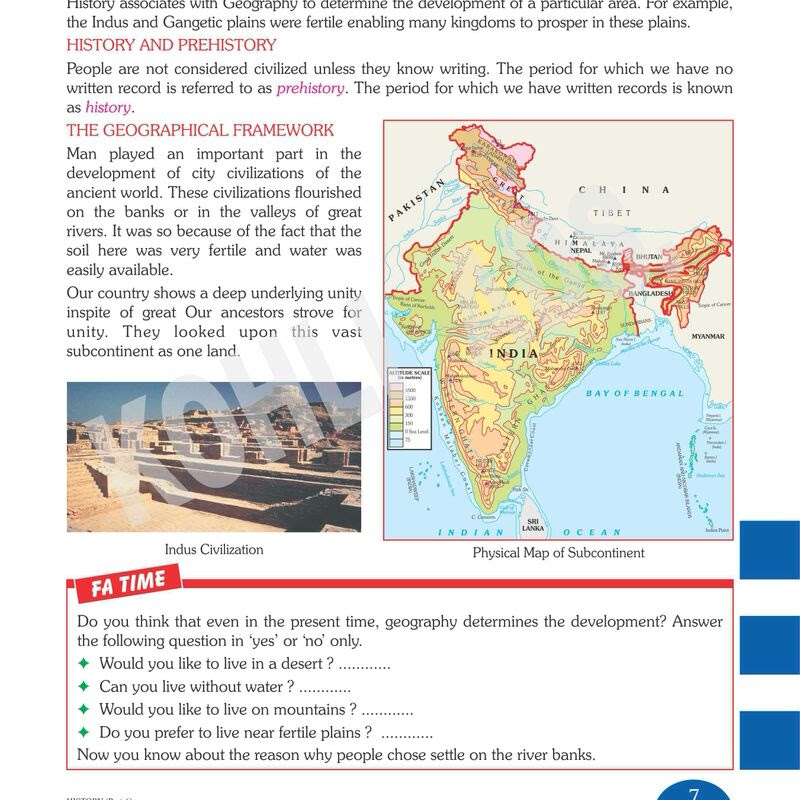 History associates with Geography to determine the development of a particular area. For example,
the Indus and Gangetic plains were fertile enabling many kingdoms to prosper in these plains.
HISTORY AND PREHISTORY
People are not considered civilized unless they know writing. The period for which we have no
written record is referred to as prehistory. The period for which we have written records is known
as history.
THE GEOGRAPHICAL FRAMEWORK
Man played an important part in the
development of city civilizations of the
ancient world. These civilizations flourished
on the banks or in the valleys of great
rivers. It was so because of the fact that the
soil here was very fertile and water was
easily available.
Our country shows a deep underlying unity
inspite of great Our ancestors strove for
unity. They looked upon this vast
subcontinent as one land.
PAKISTAN
CHINA
TIBET
HIMALAYA
NEPAL
BHUTAN
BANGLADESH
Tropic of Cancer
Tropic of Cancer
MYANMAR
INDIA
BAY OF BENGAL
ALTITUDE SCALE
(in metres)
600
300
150
0 Sea Level
75
SRI
LANKA
INDIAN OCEAN
Indira Point
Indus Civilization
Physical Map of Subcontinent
FA TIME
Do you think that even in the present time, geography determines the development? Answer
the following question in ‘yes’ or ‘no’ only.
Would you like to live in a desert ? ............
Can you live without water ? ............
Would you like to live on mountains ? ............
Do you prefer to live near fertile plains ? ............
Now you know about the reason why people chose settle on the river banks.
7